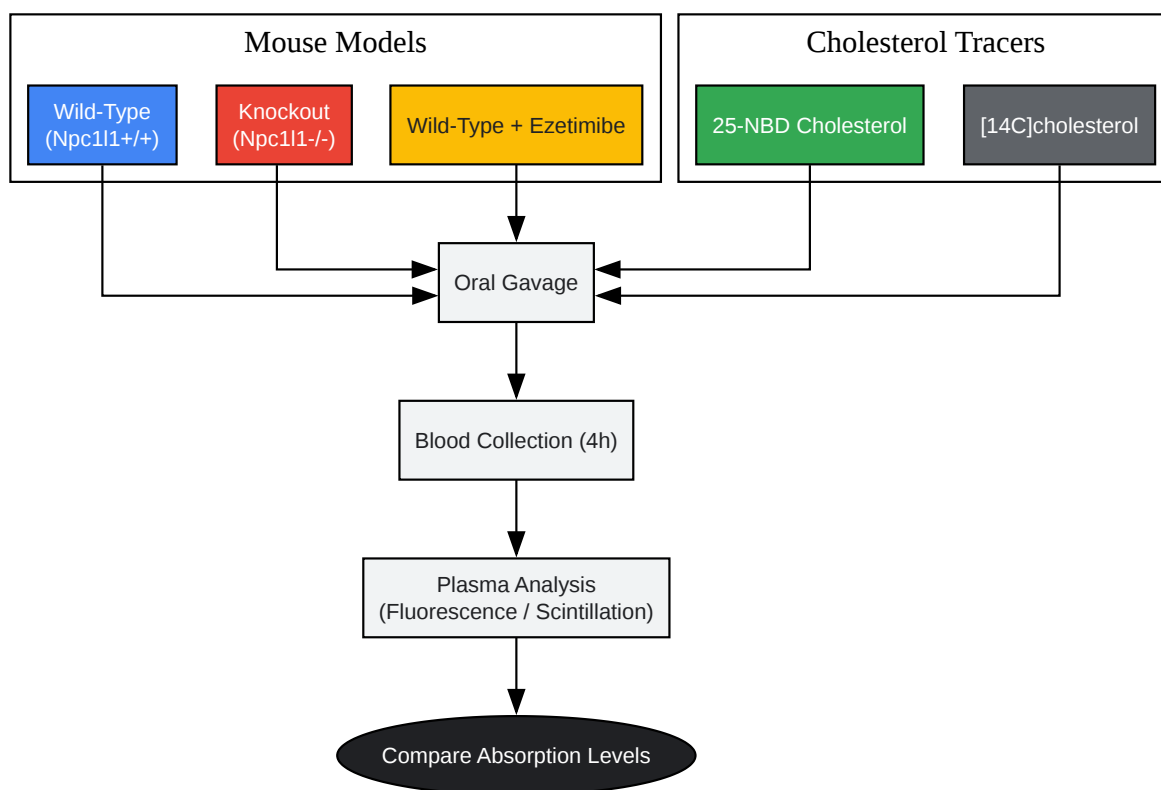 Mouse Models
Cholesterol Tracers
Wild-Type
(Npc1l1+/+)
Knockout
(Npc1l1-/-)
Wild-Type + Ezetimibe
25-NBD Cholesterol
[14C]cholesterol
Oral Gavage
Blood Collection (4h)
Plasma Analysis
(Fluorescence / Scintillation)
Compare Absorption Levels